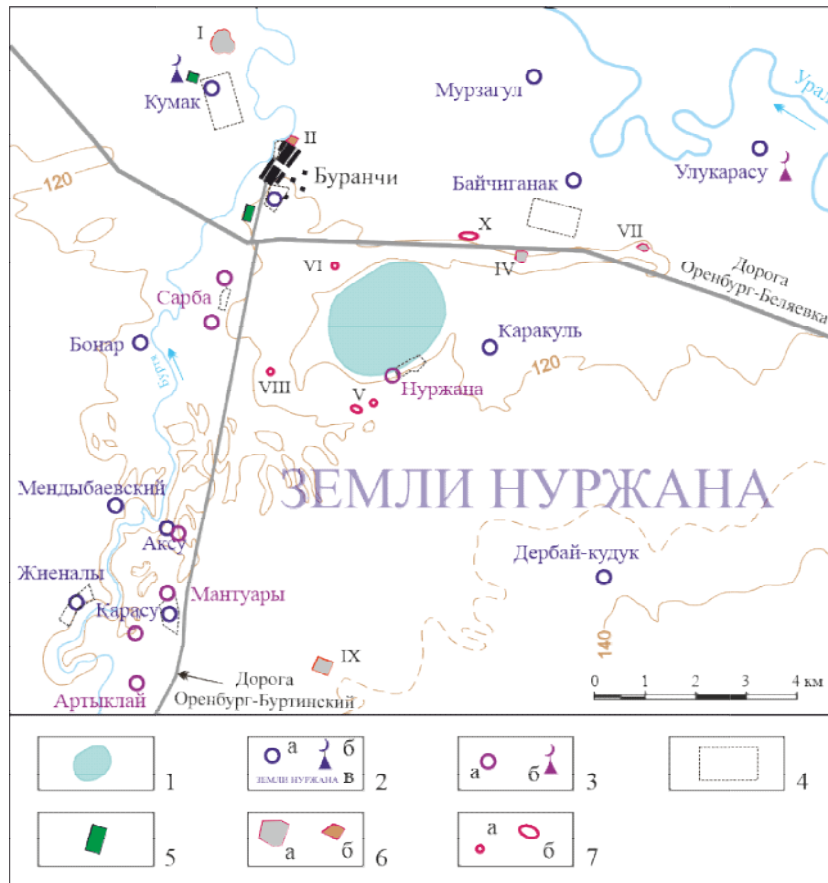 I
Кумак
Мурзагул
Урал
II
Буранчи
120
Байчиганак
Улукарасу
X
VII
VI
IV
Дорога
Оренбург-Беляевка
Сарба
Бонар
Буртя
Каракуль
120
VIII
V
Нуржана
ЗЕМЛИ НУРЖАНА
Мендыбаевский
Аксу
Дербай-кудук
Жиеналы
Мантуары
Карасу
IX
140
Артыклай
Дорога
Оренбург-Буртинский
0 1 2 3 4 км
1
а б
ЗЕМЛИ НУРЖАНА в 2
а б 3
4
5
а б 6
а б 7